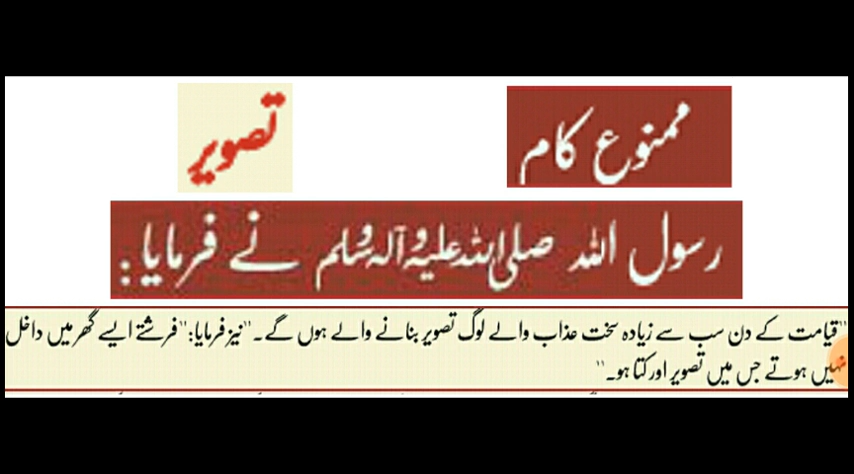 ممنوع کام
تصویر
رسول اللہ صلی اللہ علیہ وآلہ وسلم نے فرمایا:
"قیامت کے دن سب سے زیادہ سخت عذاب والے لوگ تصویر بنانے والے ہوں گے۔" نیز فرمایا: "فرشتے ایسے گھر میں داخل
نہیں ہوتے جس میں تصویر اور کتا ہو۔"